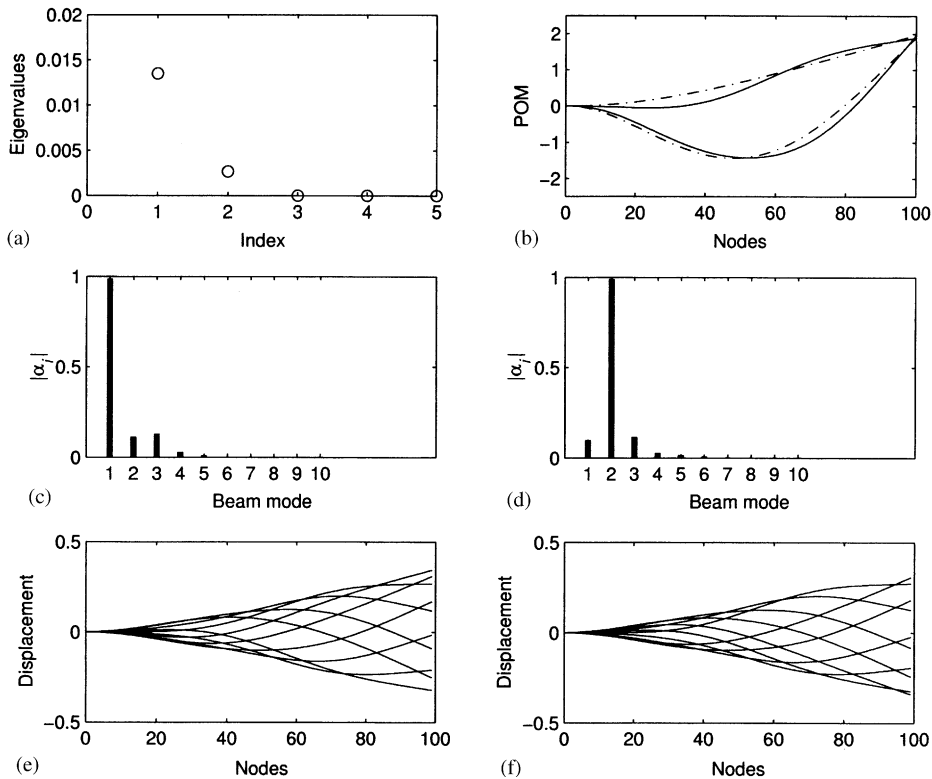 0.02
0.015
0.01
0.005
0
Eigenvalues
0 1 2 3 4 5
Index
(a)
2
1
0
−1
−2
POM
0 20 40 60 80 100
Nodes
(b)
1
0.5
0
|αi|
1 2 3 4 5 6 7 8 9 10
Beam mode
(c)
1
0.5
0
|αi|
1 2 3 4 5 6 7 8 9 10
Beam mode
(d)
0.5
0
−0.5
Displacement
0 20 40 60 80 100
Nodes
(e)
0.5
0
−0.5
Displacement
0 20 40 60 80 100
Nodes
(f)